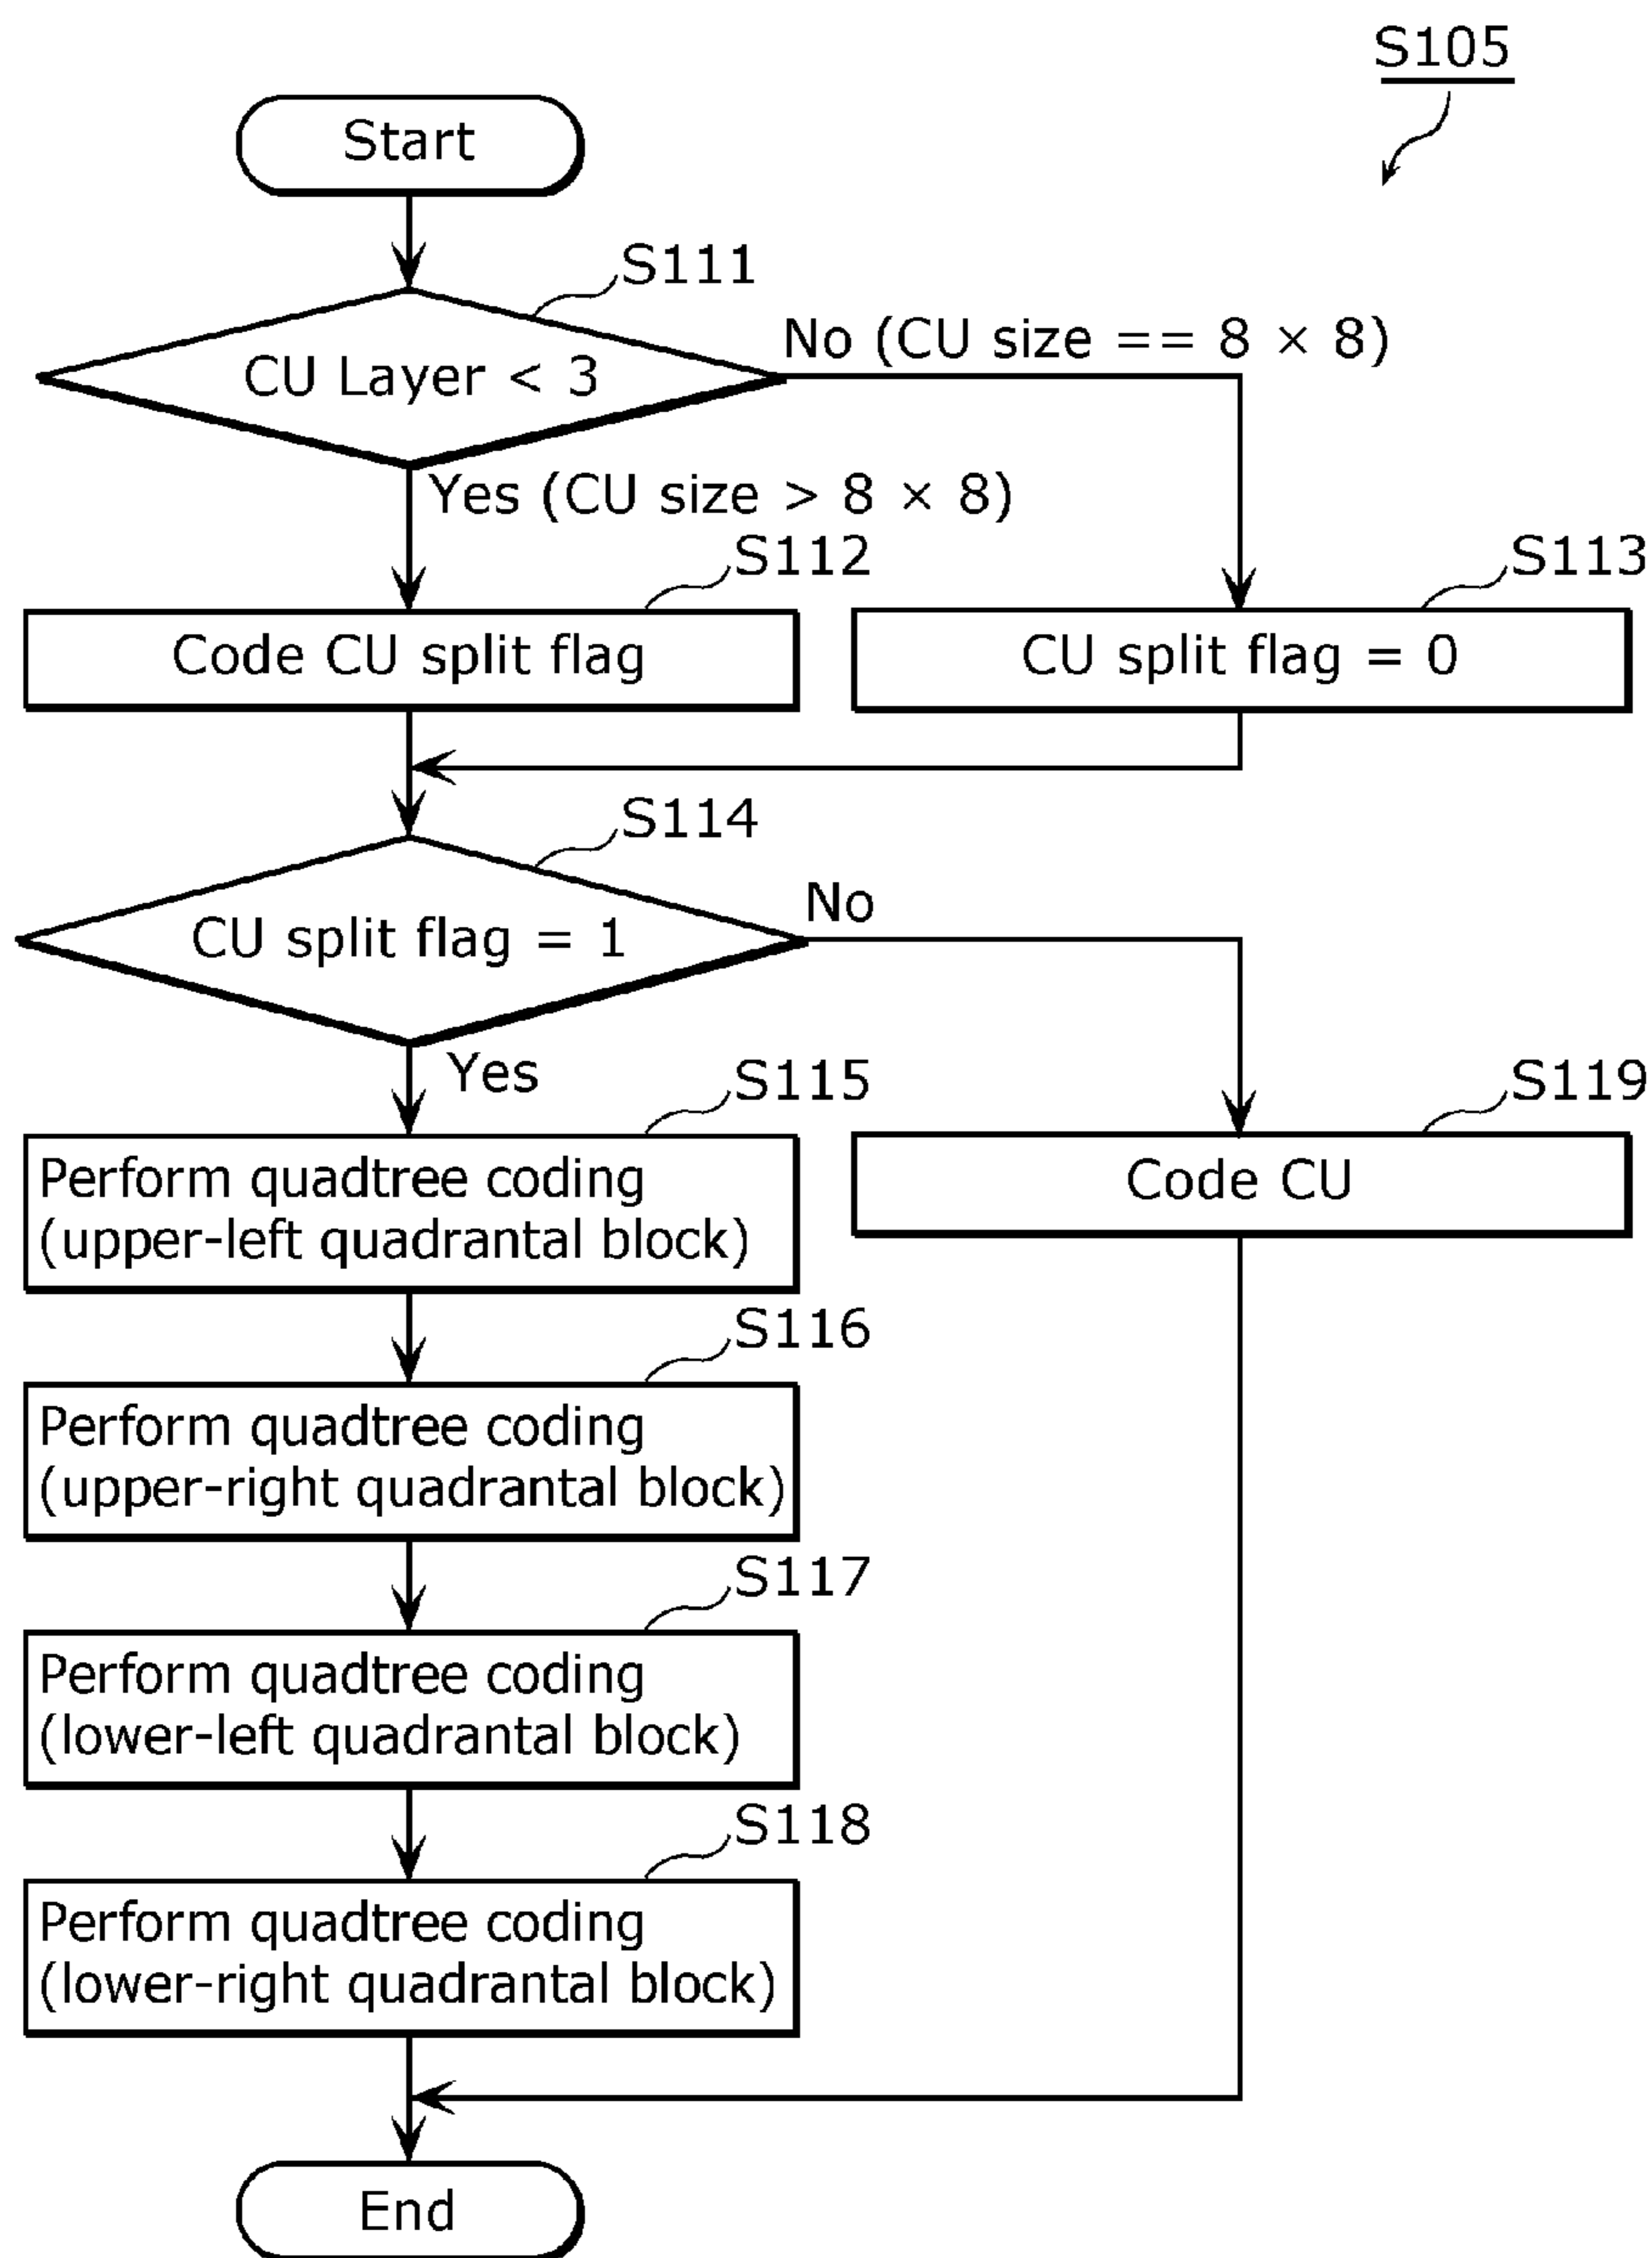 S105
Start
S111
CU Layer < 3
No (CU size == 8 × 8)
Yes (CU size > 8 × 8)
S112
S113
Code CU split flag
CU split flag = 0
S114
CU split flag = 1
No
Yes
S115
S119
Perform quadtree coding
(upper-left quadrantal block)
Code CU
S116
Perform quadtree coding
(upper-right quadrantal block)
S117
Perform quadtree coding
(lower-left quadrantal block)
S118
Perform quadtree coding
(lower-right quadrantal block)
End